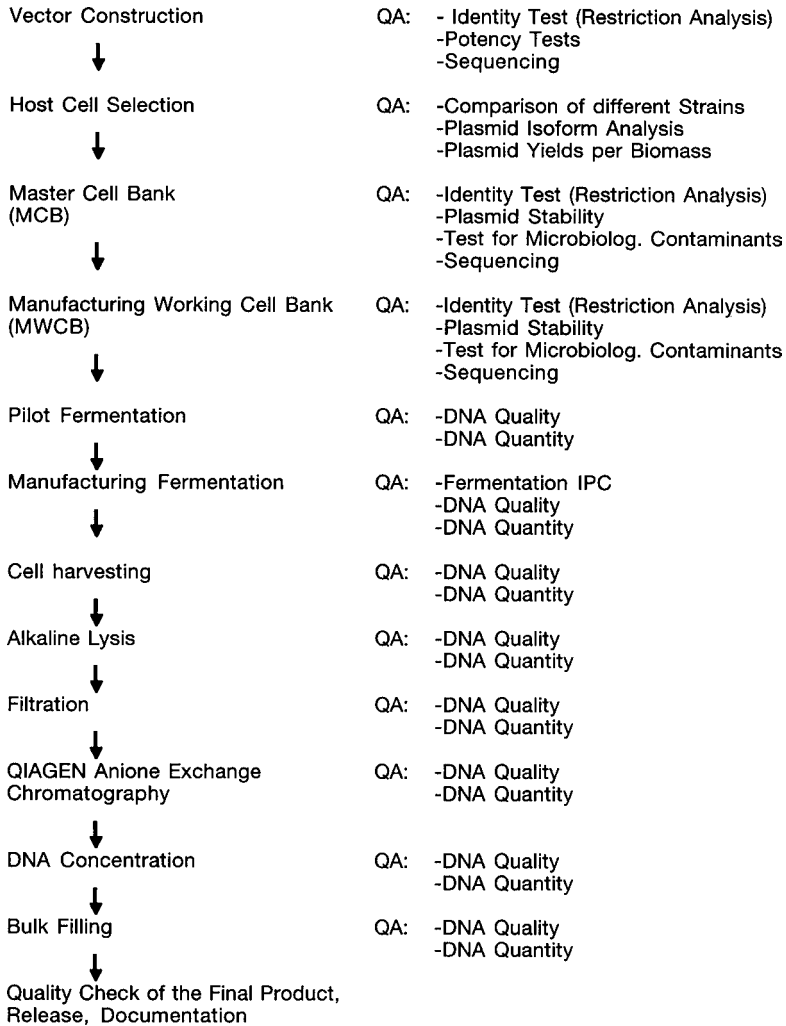 Vector Construction QA: - Identity Test (Restriction Analysis)
-Potency Tests
-Sequencing
Host Cell Selection QA: -Comparison of different Strains
-Plasmid Isoform Analysis
-Plasmid Yields per Biomass
Master Cell Bank QA: -Identity Test (Restriction Analysis)
(MCB) -Plasmid Stability
-Test for Microbiolog. Contaminants
-Sequencing
Manufacturing Working Cell Bank QA: -Identity Test (Restriction Analysis)
(MWCB) -Plasmid Stability
-Test for Microbiolog. Contaminants
-Sequencing
Pilot Fermentation QA: -DNA Quality
-DNA Quantity
Manufacturing Fermentation QA: -Fermentation IPC
-DNA Quality
-DNA Quantity
Cell harvesting QA: -DNA Quality
-DNA Quantity
Alkaline Lysis QA: -DNA Quality
-DNA Quantity
Filtration QA: -DNA Quality
-DNA Quantity
QIAGEN Anione Exchange QA: -DNA Quality
Chromatography -DNA Quantity
DNA Concentration QA: -DNA Quality
-DNA Quantity
Bulk Filling QA: -DNA Quality
-DNA Quantity
Quality Check of the Final Product,
Release, Documentation